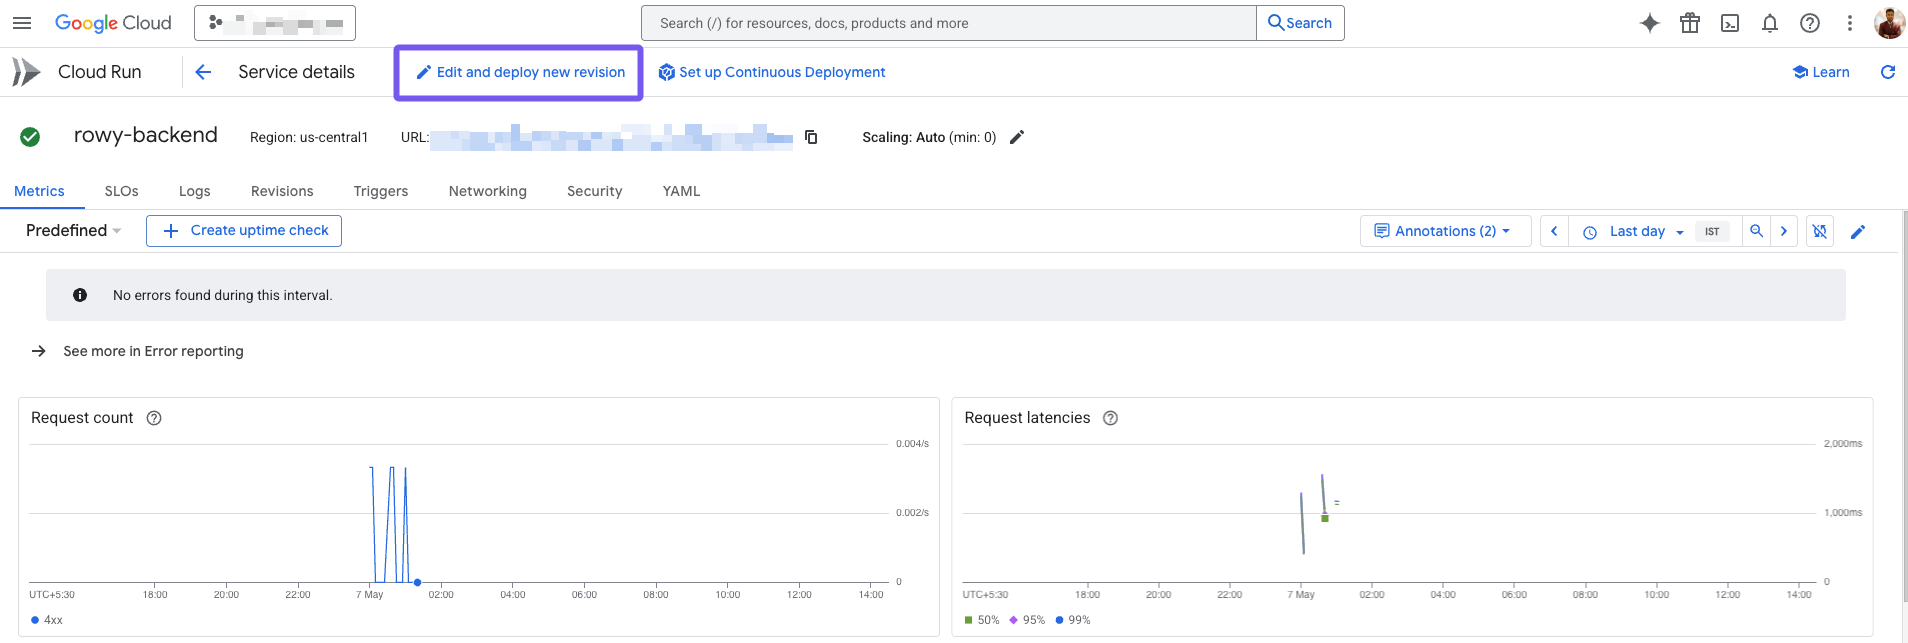 Google Cloud
Search (/) for resources, docs, products and more
Search
Cloud Run
Service details
Edit and deploy new revision
Set up Continuous Deployment
Learn
rowy-backend
Region: us-central1
URL:
Scaling: Auto (min: 0)
Metrics
SLOs
Logs
Revisions
Triggers
Networking
Security
YAML
Predefined
Create uptime check
Annotations (2)
Last day
IST
No errors found during this interval.
See more in Error reporting
Request count
0.004/s
0.002/s
0
UTC+5:30 18:00 20:00 22:00 7 May 02:00 04:00 06:00 08:00 10:00 12:00 14:00
4xx
Request latencies
2,000ms
1,000ms
0
UTC+5:30 18:00 20:00 22:00 7 May 02:00 04:00 06:00 08:00 10:00 12:00 14:00
50% 95% 99%